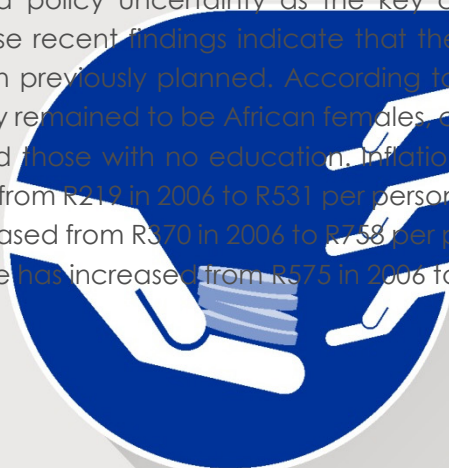 policy uncertainty as the key
recent findings indicate that the
previously planned. According to
remained to be African females,
those with no education. Inflation
from R219 in 2006 to R531 per person
from R370 in 2006 to R758 per
has increased from R575 in 2006 to